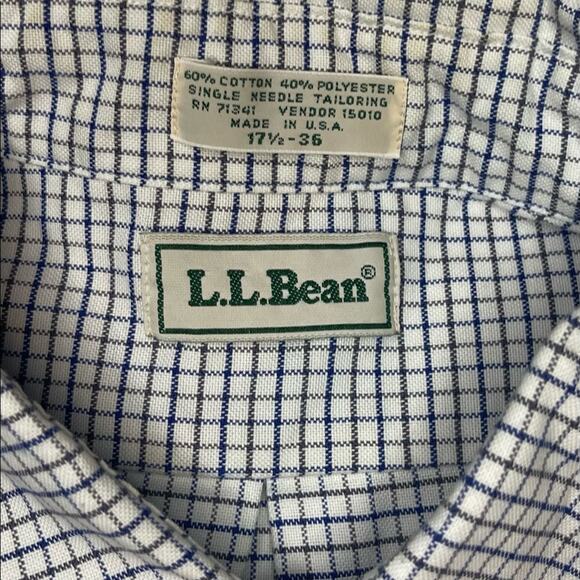 60% COTTON 40% POLYESTER
SINGLE NEEDLE TAILORING
RN 71341 VENDOR 15010
MADE IN U.S.A.
17½-36
L.L.Bean®